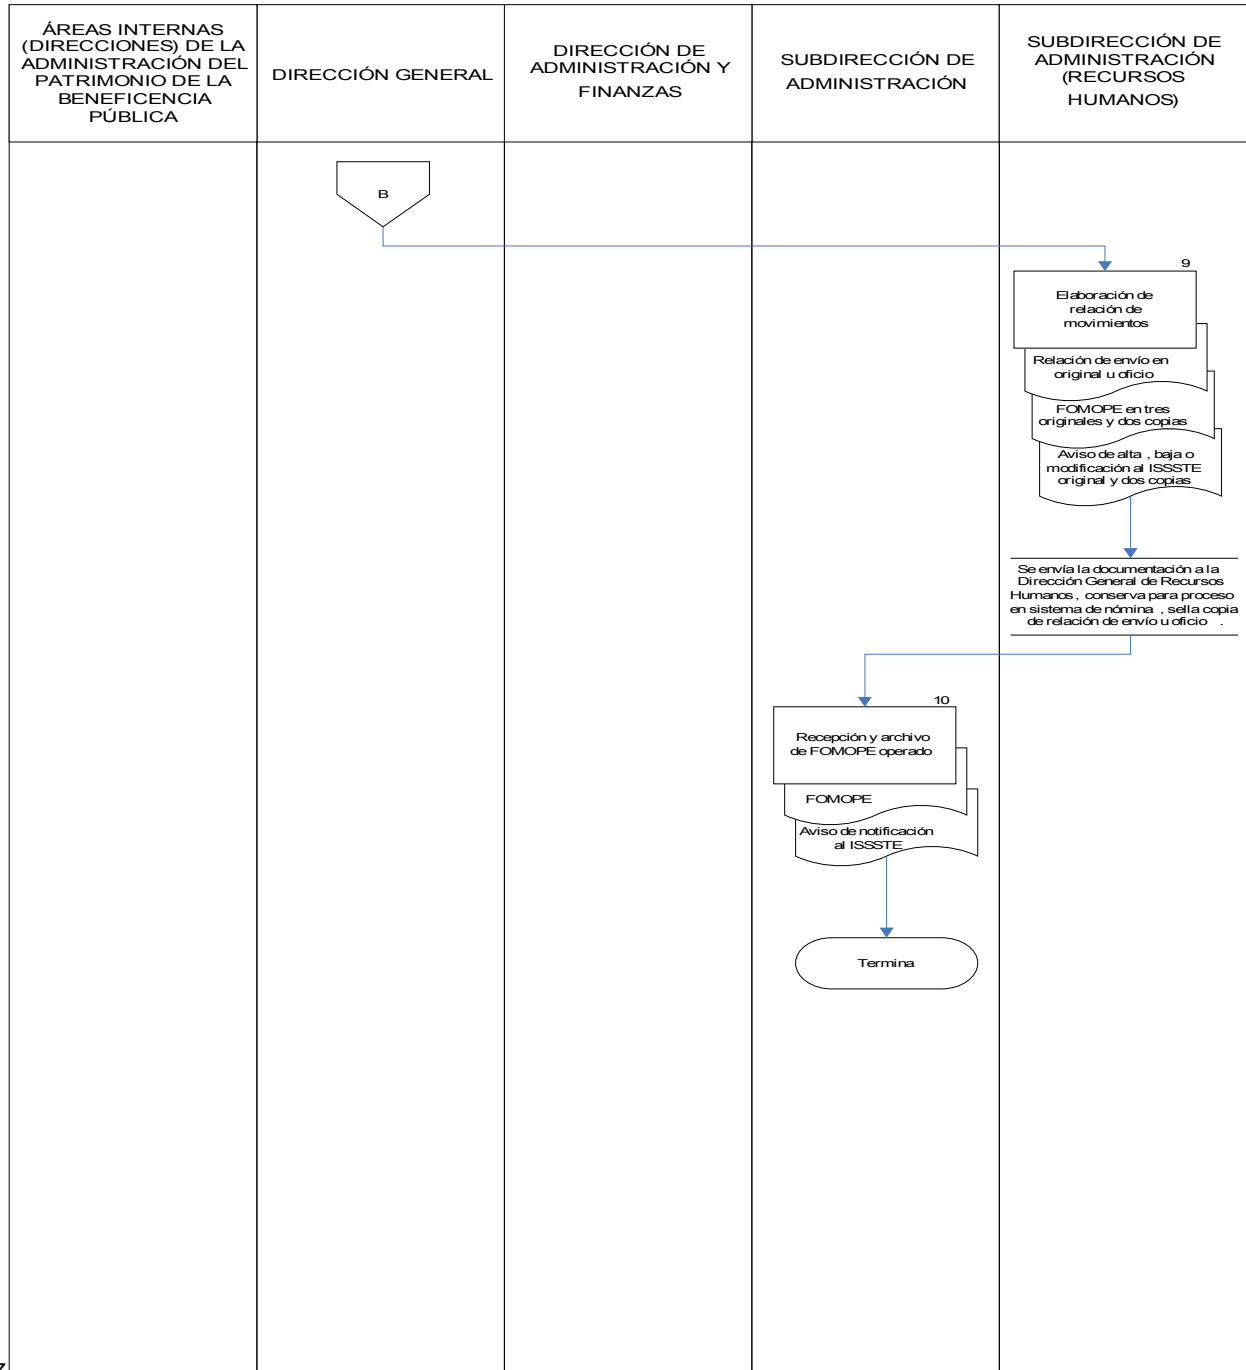 ÁREAS INTERNAS
(DIRECCIONES) DE LA
ADMINISTRACIÓN DEL
PATRIMONIO DE LA
BENEFICENCIA
PÚBLICA
DIRECCIÓN GENERAL
DIRECCIÓN DE
ADMINISTRACIÓN Y
FINANZAS
SUBDIRECCIÓN DE
ADMINISTRACIÓN
SUBDIRECCIÓN DE
ADMINISTRACIÓN
(RECURSOS
HUMANOS)
B
9
Elaboración de
relación de
movimientos
Relación de envío en
original u oficio
FOMOPE en tres
originales y dos copias
Aviso de alta , baja o
modificación al ISSSTE
original y dos copias
Se envía la documentación a la
Dirección General de Recursos
Humanos , conserva para proceso
en sistema de nómina , sella copia
de relación de envío u oficio .
10
Recepción y archivo
de FOMOPE operado
FOMOPE
Aviso de notificación
al ISSSTE
Termina